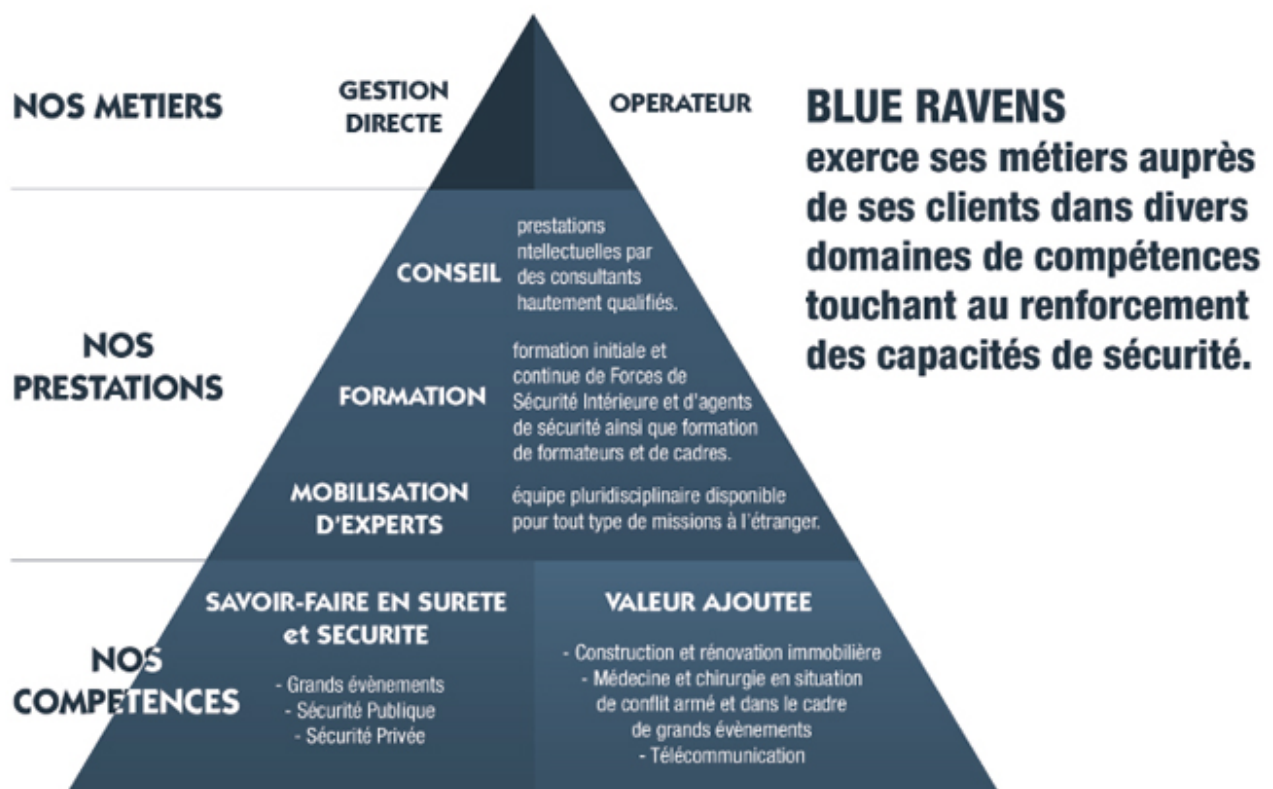 NOS METIERS
GESTION
DIRECTE
OPERATEUR
BLUE RAVENS
exerce ses métiers auprès
de ses clients dans divers
domaines de compétences
touchant au renforcement
des capacités de sécurité.
NOS
PRESTATIONS
CONSEIL
prestations
ntellectuelles par
des consultants
hautement qualifiés.
FORMATION
formation initiale et
continue de Forces de
Sécurité Intérieure et d'agents
de sécurité ainsi que formation
de formateurs et de cadres.
MOBILISATION
D'EXPERTS
équipe pluridisciplinaire disponible
pour tout type de missions à l'étranger.
NOS
COMPETENCES
SAVOIR-FAIRE EN SURETE
et SECURITE
- Grands évènements
- Sécurité Publique
- Sécurité Privée
VALEUR AJOUTEE
- Construction et rénovation immobilière
- Médecine et chirurgie en situation
de conflit armé et dans le cadre
de grands évènements
- Télécommunication